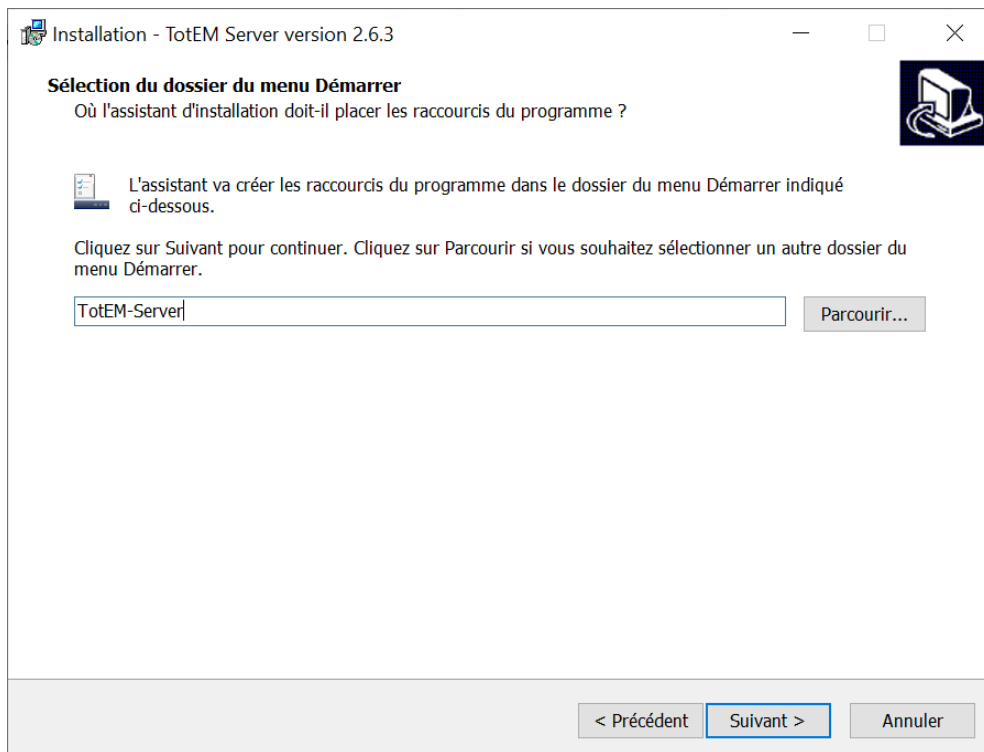 Installation - TotEM Server version 2.6.3
Sélection du dossier du menu Démarrer
Où l'assistant d'installation doit-il placer les raccourcis du programme ?
L'assistant va créer les raccourcis du programme dans le dossier du menu Démarrer indiqué
ci-dessous.
Cliquez sur Suivant pour continuer. Cliquez sur Parcourir si vous souhaitez sélectionner un autre dossier du
menu Démarrer.
TotEM-Server
Parcourir...
< Précédent
Suivant >
Annuler